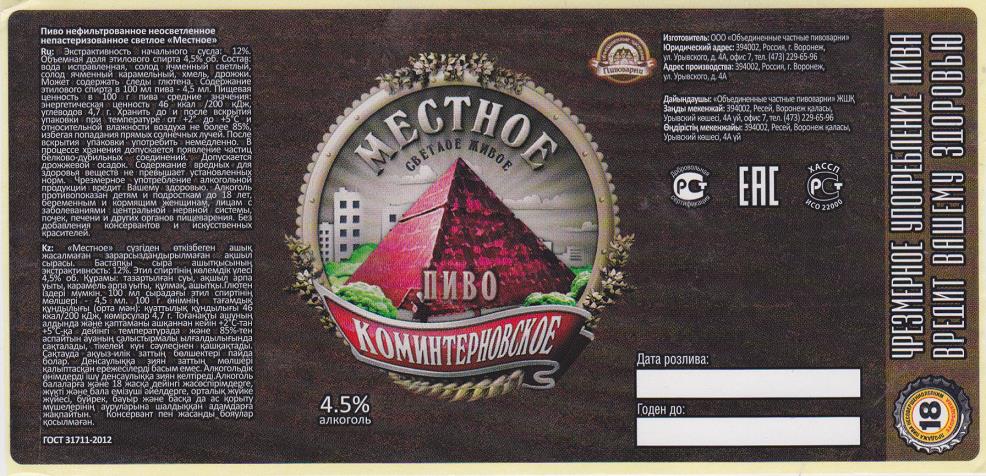 Пиво нефильтрованное неосветленное
непастеризованное светлое «Местное»
Ru: Экстрактивность начального сусла: 12%.
Объемная доля этилового спирта 4,5% об. Состав:
вода исправленная, солод ячменный светлый,
солод ячменный карамельный, хмель, дрожжи.
Может содержать следы глютена. Содержание
этилового спирта в 100 мл пива - 4,5 мл. Пищевая
ценность в 100 г пива средние значения:
энергетическая ценность 46 ккал /200 кДж,
углеводов 4,7 г. Хранить до и после вскрытия
упаковки при температуре от +2° до +5°С и
относительной влажности воздуха не более 85%,
избегая попадания прямых солнечных лучей. После
вскрытия упаковки употребить немедленно. В
процессе хранения допускается появление частиц
белково-дубильных соединений. Допускается
дрожжевой осадок. Содержание вредных для
здоровья веществ не превышает установленных
норм. Чрезмерное употребление алкогольной
продукции вредит Вашему здоровью. Алкоголь
противопоказан детям и подросткам до 18 лет,
беременным и кормящим женщинам, лицам с
заболеваниями центральной нервной системы,
почек, печени и других органов пищеварения. Без
добавления консервантов и искусственных
красителей.
Kz: «Местное» сүзгіден өткізбеген ашық
жасалмаған зарарсыздандырылмаған ақшыл
сырасы. Бастапқы сыра ашытқысының
экстрактивность: 12%. Этил спиртінің көлемдік үлесі
4,5% об. Құрамы: тазартылған суы, ақшыл арпа
уыты, карамель арпа уыты, құлмақ, ашытқы.Глютен
іздері мүмкін. 100 мл сырадағы этил спиртінің
мөлшері - 4,5 мл. 100 г өнімнің тағамдық
құндылығы (орта мән): қуаттылық құндылығы 46
ккал/200 кДж, көмірсулар 4,7 г. Тоғанақты ашуның
алдында және қаптаманы ашқаннан кейін +2°С-тан
+5°С-қа дейінгі температурада және 85%-тен
аспайтын ауаның салыстырмалы ылғалдылығында
сақталады, тікелей күн сәулесінен қашқақтады.
Сақтауда ақуыз-илік заттың бөлшектері пайда
болар. Денсаулыққа зиян заттың мөлшері
қалыптасқан ережесілерді басым емес. Алкогольдік
өнімдерді ішу денсаулыққа зиян келтіреді.Алкоголь
балаларға және 18 жасқа дейінгі жасөспірімдерге,
жүкті және бала емізуші әйелдерге, орталық жүйке
жүйесі, бүйрек, бауыр және басқа да ас қорыту
мүшелерінің ауруларына шалдыққан адамдарға
жақпайтын. Консервант пен жасанды бояулар
қосылмаған.
ГОСТ 31711-2012
МЕСТНОЕ
СВЕТЛОЕ ЖИВОЕ
ПИВО
КОМИНТЕРНОВСКОЕ
4.5%
алкоголь
Пивоварни
Изготовитель: ООО «Объединенные частные пивоварни»
Юридический адрес: 394002, Россия, г. Воронеж,
ул. Урывского, д. 4А, офис 7, тел. (473) 229-65-96
Адрес производства: 394002, Россия, г. Воронеж,
ул. Урывского, д. 4А
Дайындаушы: «Объединенные частные пивоварни» ЖШҚ
Заңды мекенжай: 394002, Ресей, Воронеж қаласы,
Урывский көшесі, 4А үй, офис 7, тел. (473) 229-65-96
Өндірістің мекенжайы: 394002, Ресей, Воронеж қаласы,
Урывский көшесі, 4А үй
Добровольная
РСТ
сертификация
EAC
ХАССП
РСТ
ИСО 22000
Дата розлива:
Годен до:
ЧРЕЗМЕРНОЕ УПОТРЕБЛЕНИЕ ПИВА
ВРЕДИТ ВАШЕМУ ЗДОРОВЬЮ
18